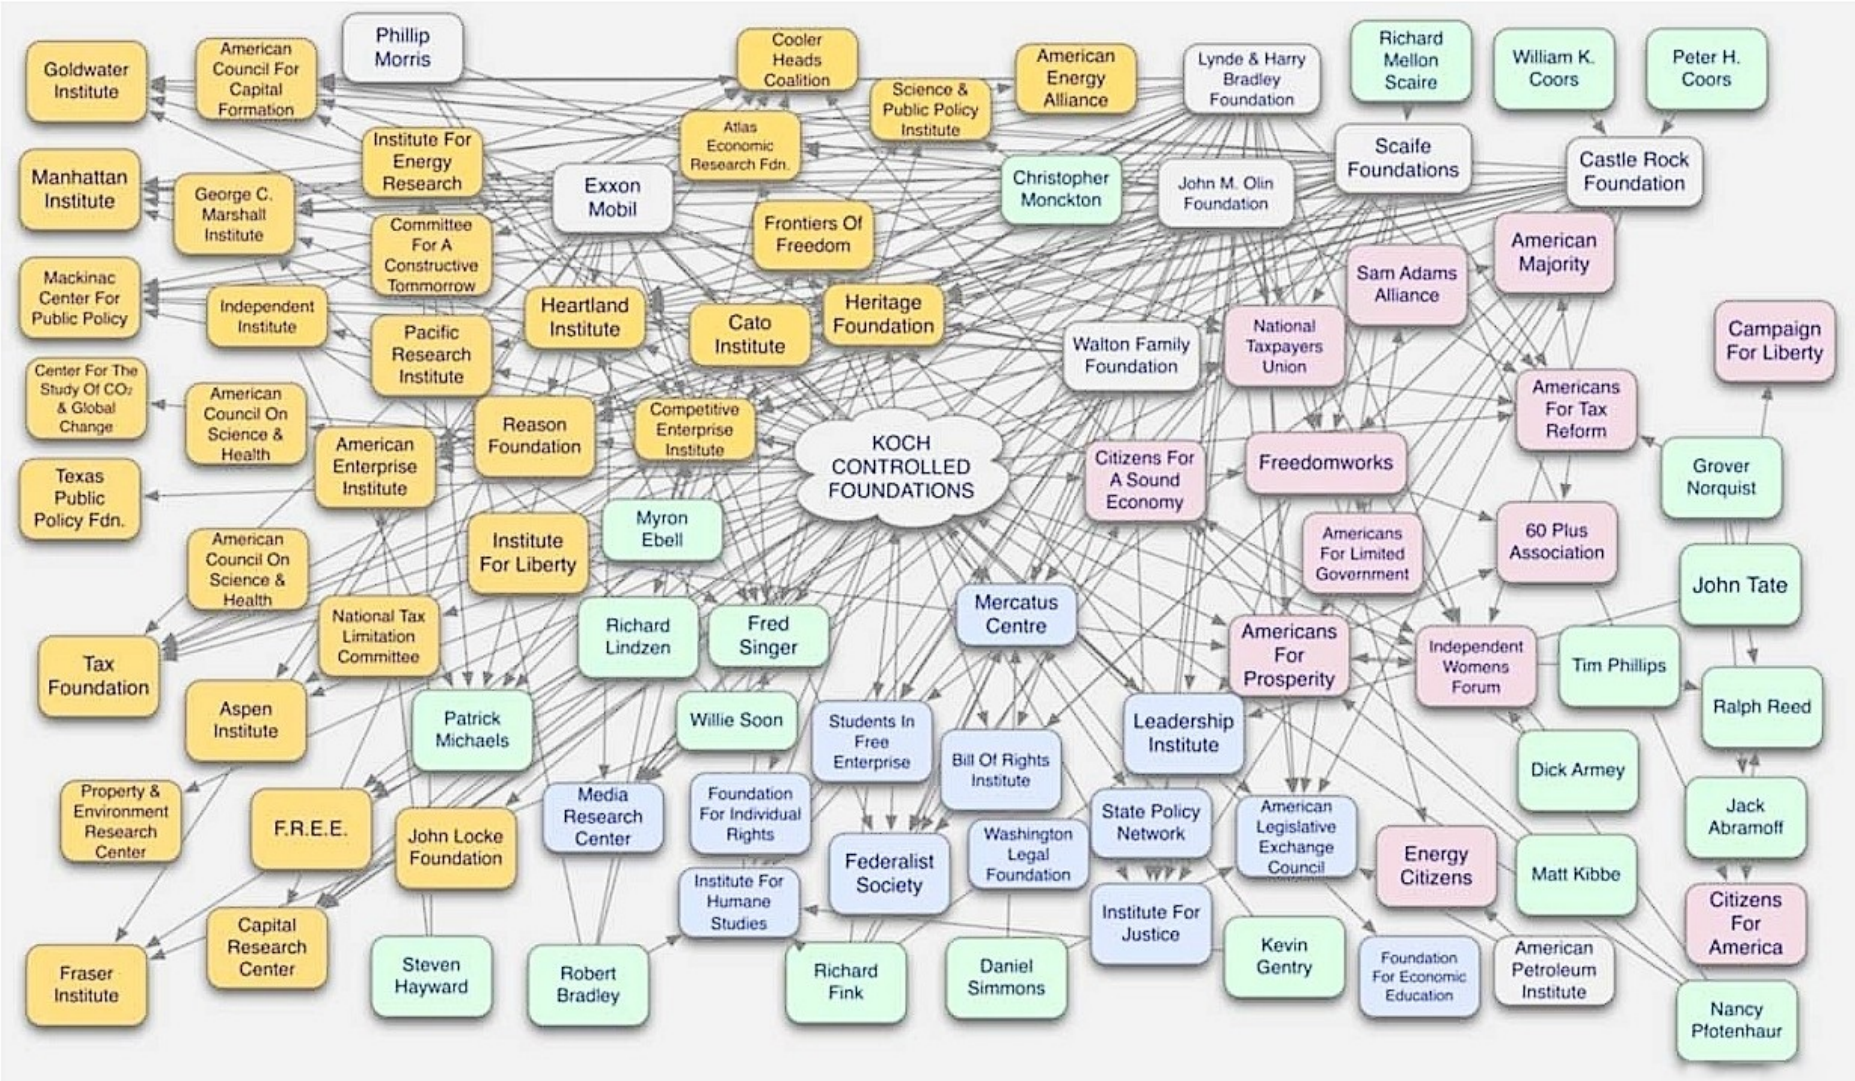 Phillip
Morris
Goldwater
Institute
American
Council For
Capital
Formation
Cooler
Heads
Coalition
American
Energy
Alliance
Lynde & Harry
Bradley
Foundation
Richard
Mellon
Scaire
William K.
Coors
Peter H.
Coors
Science &
Public Policy
Institute
Atlas
Economic
Research Fdn.
Institute For
Energy
Research
Scaife
Foundations
Castle Rock
Foundation
Manhattan
Institute
George C.
Marshall
Institute
Exxon
Mobil
Christopher
Monckton
John M. Olin
Foundation
Committee
For A
Constructive
Tommorrow
Frontiers Of
Freedom
American
Majority
Sam Adams
Alliance
Mackinac
Center For
Public Policy
Independent
Institute
Heartland
Institute
Cato
Institute
Heritage
Foundation
Pacific
Research
Institute
Walton Family
Foundation
National
Taxpayers
Union
Campaign
For Liberty
Center For The
Study Of CO₂
& Global
Change
American
Council On
Science &
Health
Reason
Foundation
Competitive
Enterprise
Institute
Americans
For Tax
Reform
American
Enterprise
Institute
KOCH
CONTROLLED
FOUNDATIONS
Citizens For
A Sound
Economy
Freedomworks
Grover
Norquist
Texas
Public
Policy Fdn.
Myron
Ebell
Institute
For Liberty
Americans
For Limited
Government
60 Plus
Association
American
Council On
Science &
Health
John Tate
National Tax
Limitation
Committee
Richard
Lindzen
Fred
Singer
Mercatus
Centre
Americans
For
Prosperity
Independent
Womens
Forum
Tim Phillips
Tax
Foundation
Ralph Reed
Aspen
Institute
Patrick
Michaels
Willie Soon
Students In
Free
Enterprise
Bill Of Rights
Institute
Leadership
Institute
Dick Armey
Property &
Environment
Research
Center
F.R.E.E.
John Locke
Foundation
Media
Research
Center
Foundation
For Individual
Rights
Federalist
Society
Washington
Legal
Foundation
State Policy
Network
American
Legislative
Exchange
Council
Energy
Citizens
Matt Kibbe
Jack
Abramoff
Institute For
Humane
Studies
Institute For
Justice
Citizens
For
America
Capital
Research
Center
Fraser
Institute
Steven
Hayward
Robert
Bradley
Richard
Fink
Daniel
Simmons
Kevin
Gentry
Foundation
For Economic
Education
American
Petroleum
Institute
Nancy
Pfotenhaur